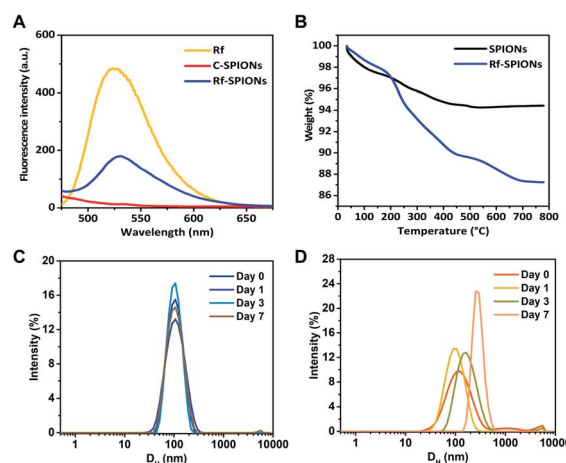 A
Fluorescence intensity (a.u.)
600
400
200
0
500
550
600
650
Wavelength (nm)
Rf
C-SPIONs
Rf-SPIONs
B
Weight (%)
100
98
96
94
92
90
88
86
0
100
200
300
400
500
600
700
800
Temperature (°C)
SPIONs
Rf-SPIONs
C
Intensity (%)
20
16
12
8
4
0
1
10
100
1000
10000
D_H (nm)
Day 0
Day 1
Day 3
Day 7
D
Intensity (%)
28
24
20
16
12
8
4
0
1
10
100
1000
10000
D_H (nm)
Day 0
Day 1
Day 3
Day 7